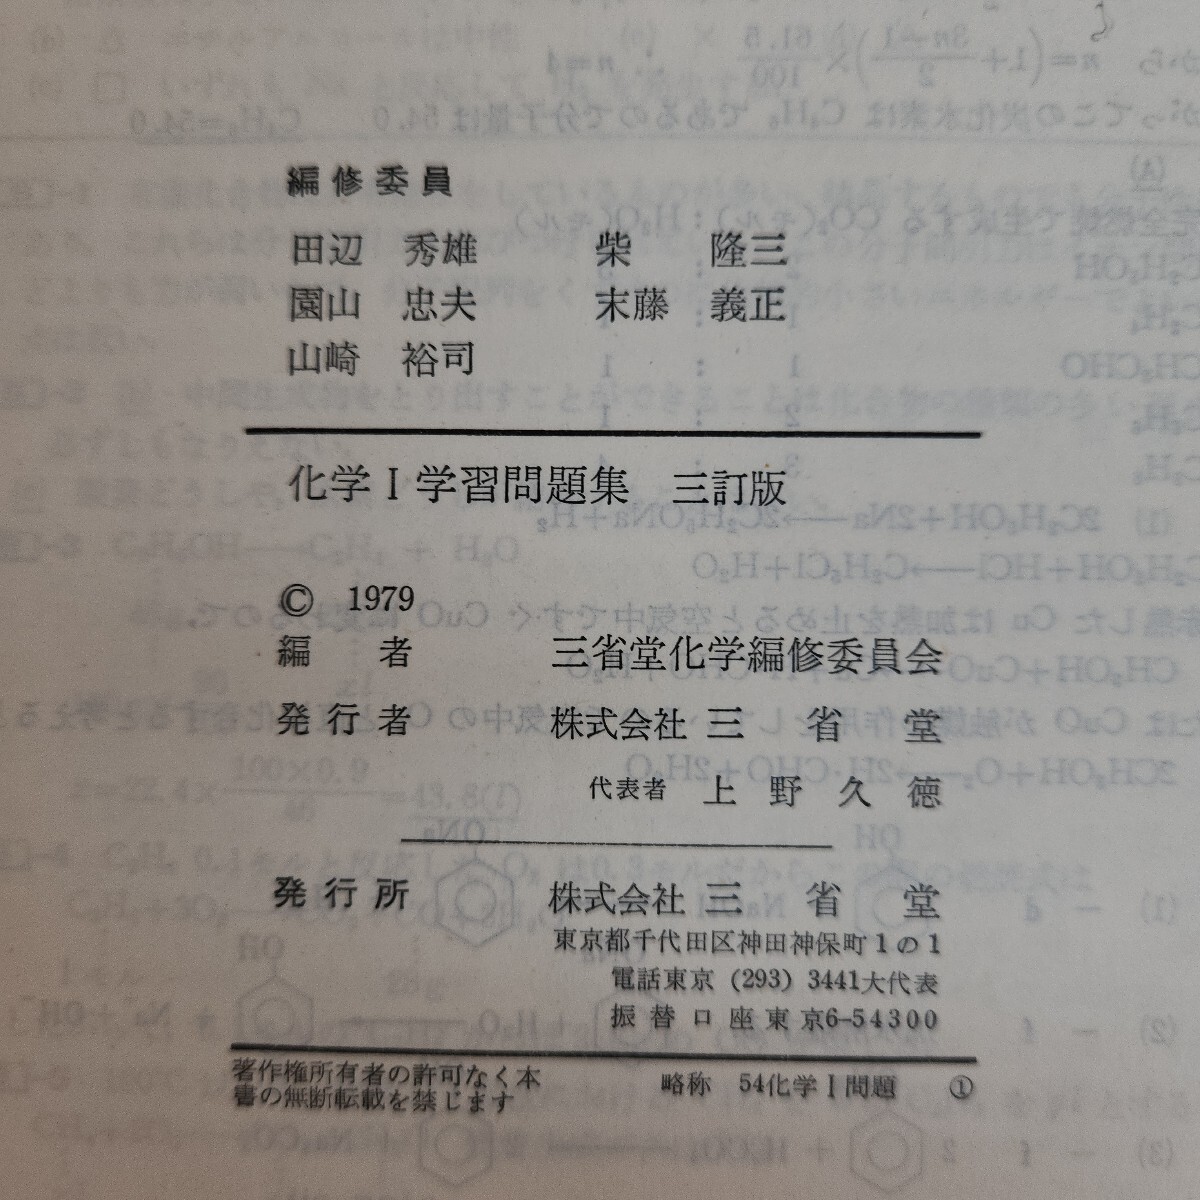 編修委員
田辺 秀雄 柴 隆三
園山 忠夫 末藤 義正
山崎 裕司
化学Ⅰ学習問題集 三訂版
© 1979
編者 三省堂化学編修委員会
発行者 株式会社 三省堂
代表者 上野久徳
発行所 株式会社 三省堂
東京都千代田区神田神保町1の1
電話東京 (293) 3441大代表
振替口座東京6-54300
著作権所有者の許可なく本
書の無断転載を禁じます
略称 54化学Ⅰ問題 ①